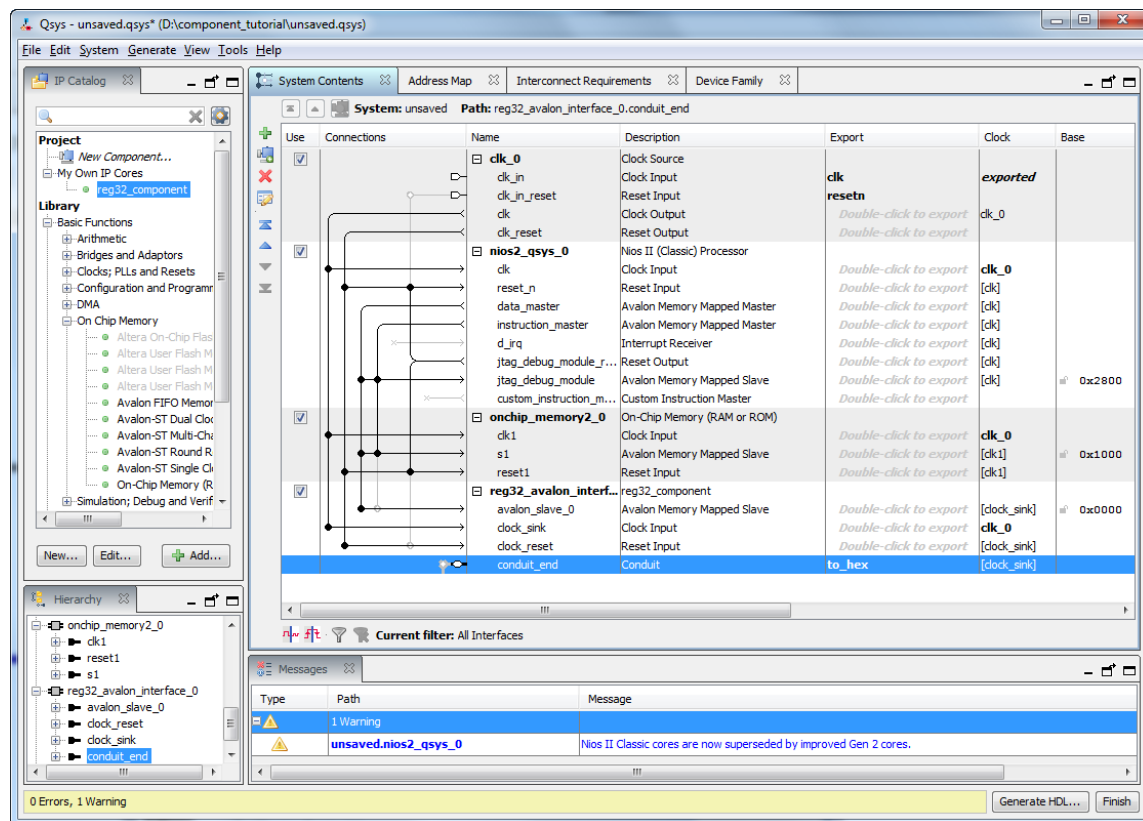 Qsys - unsaved.qsys* (D:\component_tutorial\unsaved.qsys)
File Edit System Generate View Tools Help
IP Catalog
Project
New Component...
My Own IP Cores
reg32_component
Library
Basic Functions
Arithmetic
Bridges and Adaptors
Clocks; PLLs and Resets
Configuration and Programm
DMA
On Chip Memory
Altera On-Chip Flas
Altera User Flash M
Altera User Flash M
Altera User Flash M
Avalon FIFO Memor
Avalon-ST Dual Cloc
Avalon-ST Multi-Cha
Avalon-ST Round R
Avalon-ST Single Cl
On-Chip Memory (R
Simulation; Debug and Verif
New... Edit... Add...
Hierarchy
onchip_memory2_0
clk1
reset1
s1
reg32_avalon_interface_0
avalon_slave_0
clock_reset
clock_sink
conduit_end
System Contents Address Map Interconnect Requirements Device Family
System: unsaved Path: reg32_avalon_interface_0.conduit_end
Use Connections Name Description Export Clock Base
clk_0 Clock Source
clk_in Clock Input clk exported
clk_in_reset Reset Input resetn
clk Clock Output Double-click to export clk_0
clk_reset Reset Output Double-click to export
nios2_qsys_0 Nios II (Classic) Processor
clk Clock Input Double-click to export clk_0
reset_n Reset Input Double-click to export [clk]
data_master Avalon Memory Mapped Master Double-click to export [clk]
instruction_master Avalon Memory Mapped Master Double-click to export [clk]
d_irq Interrupt Receiver Double-click to export [clk]
jtag_debug_module_r... Reset Output Double-click to export [clk]
jtag_debug_module Avalon Memory Mapped Slave Double-click to export [clk] 0x2800
custom_instruction_m... Custom Instruction Master Double-click to export
onchip_memory2_0 On-Chip Memory (RAM or ROM)
clk1 Clock Input Double-click to export clk_0
s1 Avalon Memory Mapped Slave Double-click to export [clk1] 0x1000
reset1 Reset Input Double-click to export [clk1]
reg32_avalon_interf... reg32_component
avalon_slave_0 Avalon Memory Mapped Slave Double-click to export [clock_sink] 0x0000
clock_sink Clock Input Double-click to export clk_0
clock_reset Reset Input Double-click to export [clock_sink]
conduit_end Conduit to_hex [clock_sink]
Current filter: All Interfaces
Messages
Type Path Message
1 Warning
unsaved.nios2_qsys_0 Nios II Classic cores are now superseded by improved Gen 2 cores.
0 Errors, 1 Warning Generate HDL... Finish